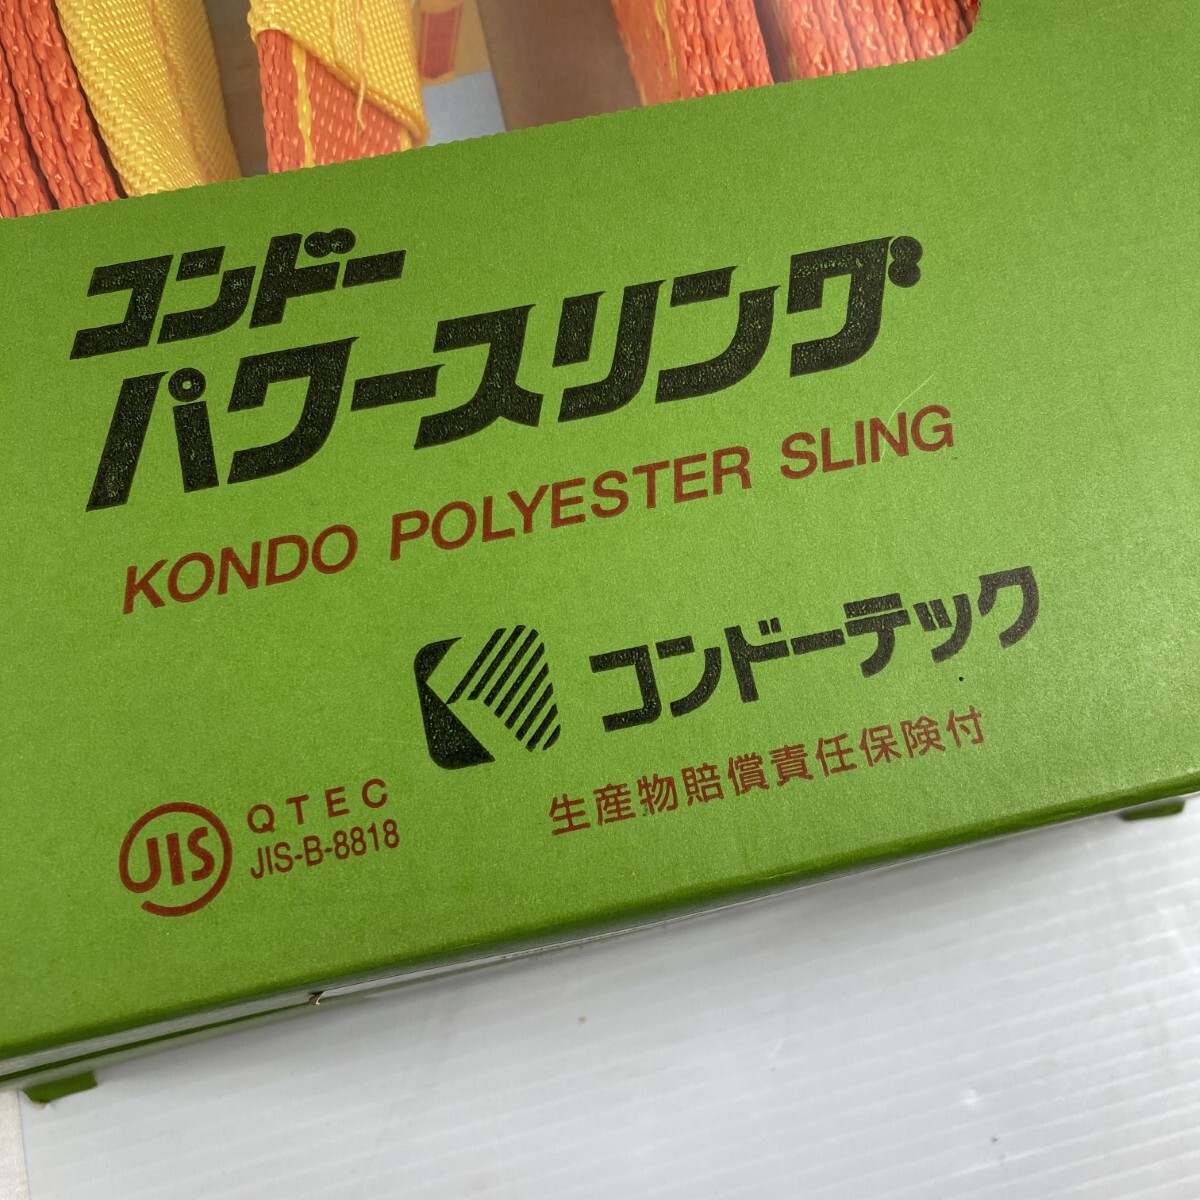 コンドー
パワースリング
KONDO POLYESTER SLING
コンドーテック
生産物賠償責任保険付
JIS
QTEC
JIS-B-8818